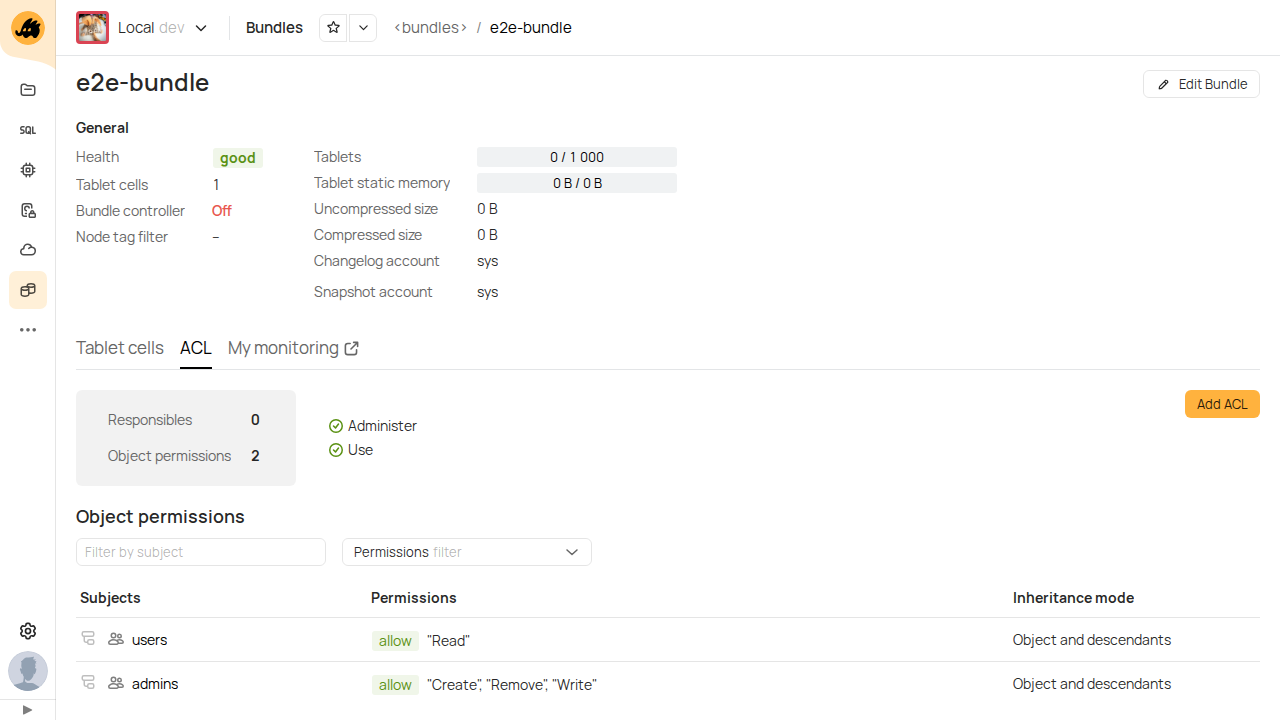 Local dev
Bundles
<bundles> / e2e-bundle
e2e-bundle
Edit Bundle
SQL
General
Health good
Tablet cells 1
Bundle controller Off
Node tag filter –
Tablets 0 / 1 000
Tablet static memory 0 B / 0 B
Uncompressed size 0 B
Compressed size 0 B
Changelog account sys
Snapshot account sys
Tablet cells ACL My monitoring
Responsibles 0
Object permissions 2
Administer
Use
Add ACL
Object permissions
Filter by subject
Permissions filter
Subjects Permissions Inheritance mode
users allow "Read" Object and descendants
admins allow "Create", "Remove", "Write" Object and descendants